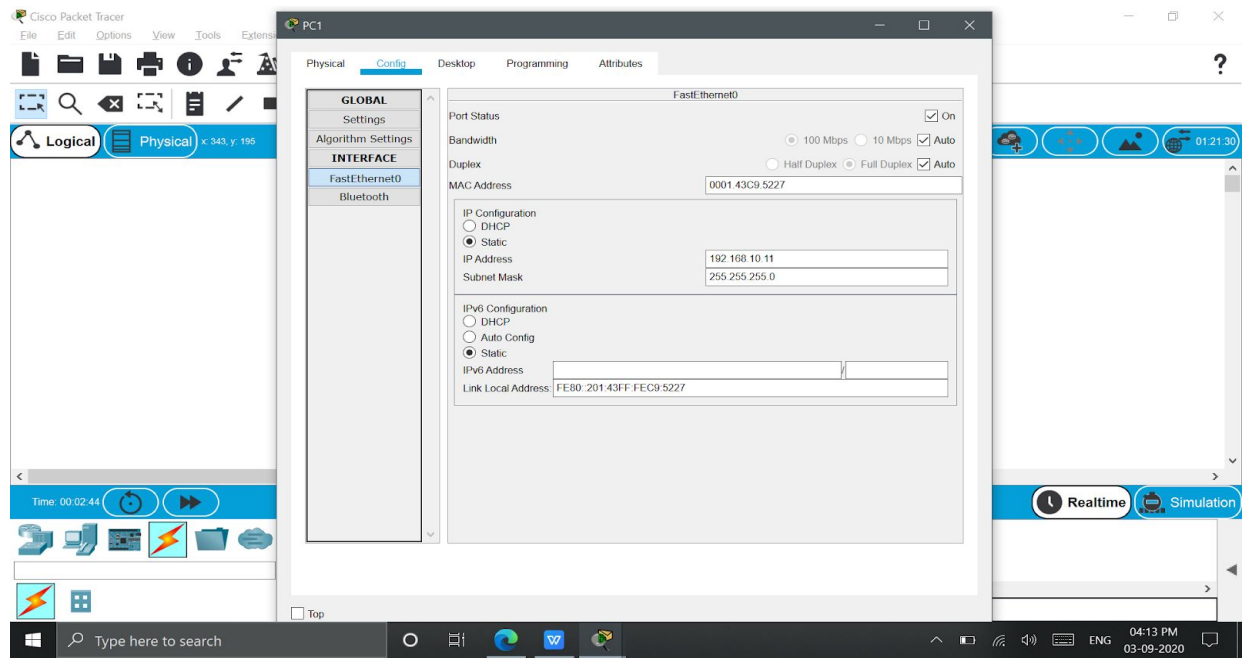 Cisco Packet Tracer
File Edit Options View Tools Extensi
PC1
Physical Config Desktop Programming Attributes
GLOBAL
Settings
Algorithm Settings
INTERFACE
FastEthernet0
Bluetooth
FastEthernet0
Port Status On
Bandwidth 100 Mbps 10 Mbps Auto
Duplex Half Duplex Full Duplex Auto
MAC Address 0001.43C9.5227
IP Configuration
DHCP
Static
IP Address 192.168.10.11
Subnet Mask 255.255.255.0
IPv6 Configuration
DHCP
Auto Config
Static
IPv6 Address /
Link Local Address: FE80::201:43FF:FEC9:5227
Top
Logical Physical x: 343, y: 195
01:21:30
Time: 00:02:44
Realtime Simulation
Type here to search
ENG
04:13 PM
03-09-2020